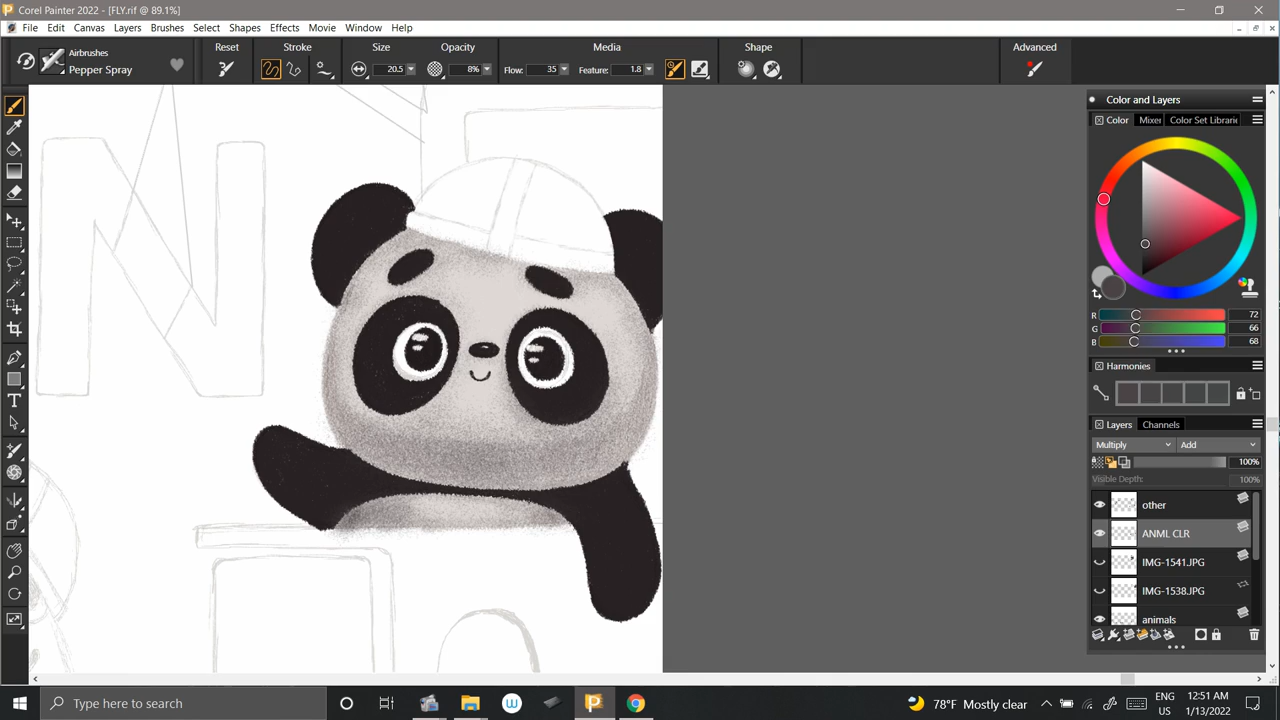 Corel Painter 2022 - [FLY.rif @ 89.1%]
File Edit Canvas Layers Brushes Select Shapes Effects Movie Window Help
Airbrushes
Pepper Spray
Reset
Stroke
Size
20.5
Opacity
8%
Media
Flow: 35
Feature: 1.8
Shape
Advanced
Color and Layers
Color Mixer Color Set Librarie
R 72
G 66
B 68
Harmonies
Layers Channels
Multiply Add
100%
Visible Depth: 100%
other
ANML CLR
IMG-1541.JPG
IMG-1538.JPG
animals
N
Type here to search
78°F Mostly clear
ENG
US
12:51 AM
1/13/2022